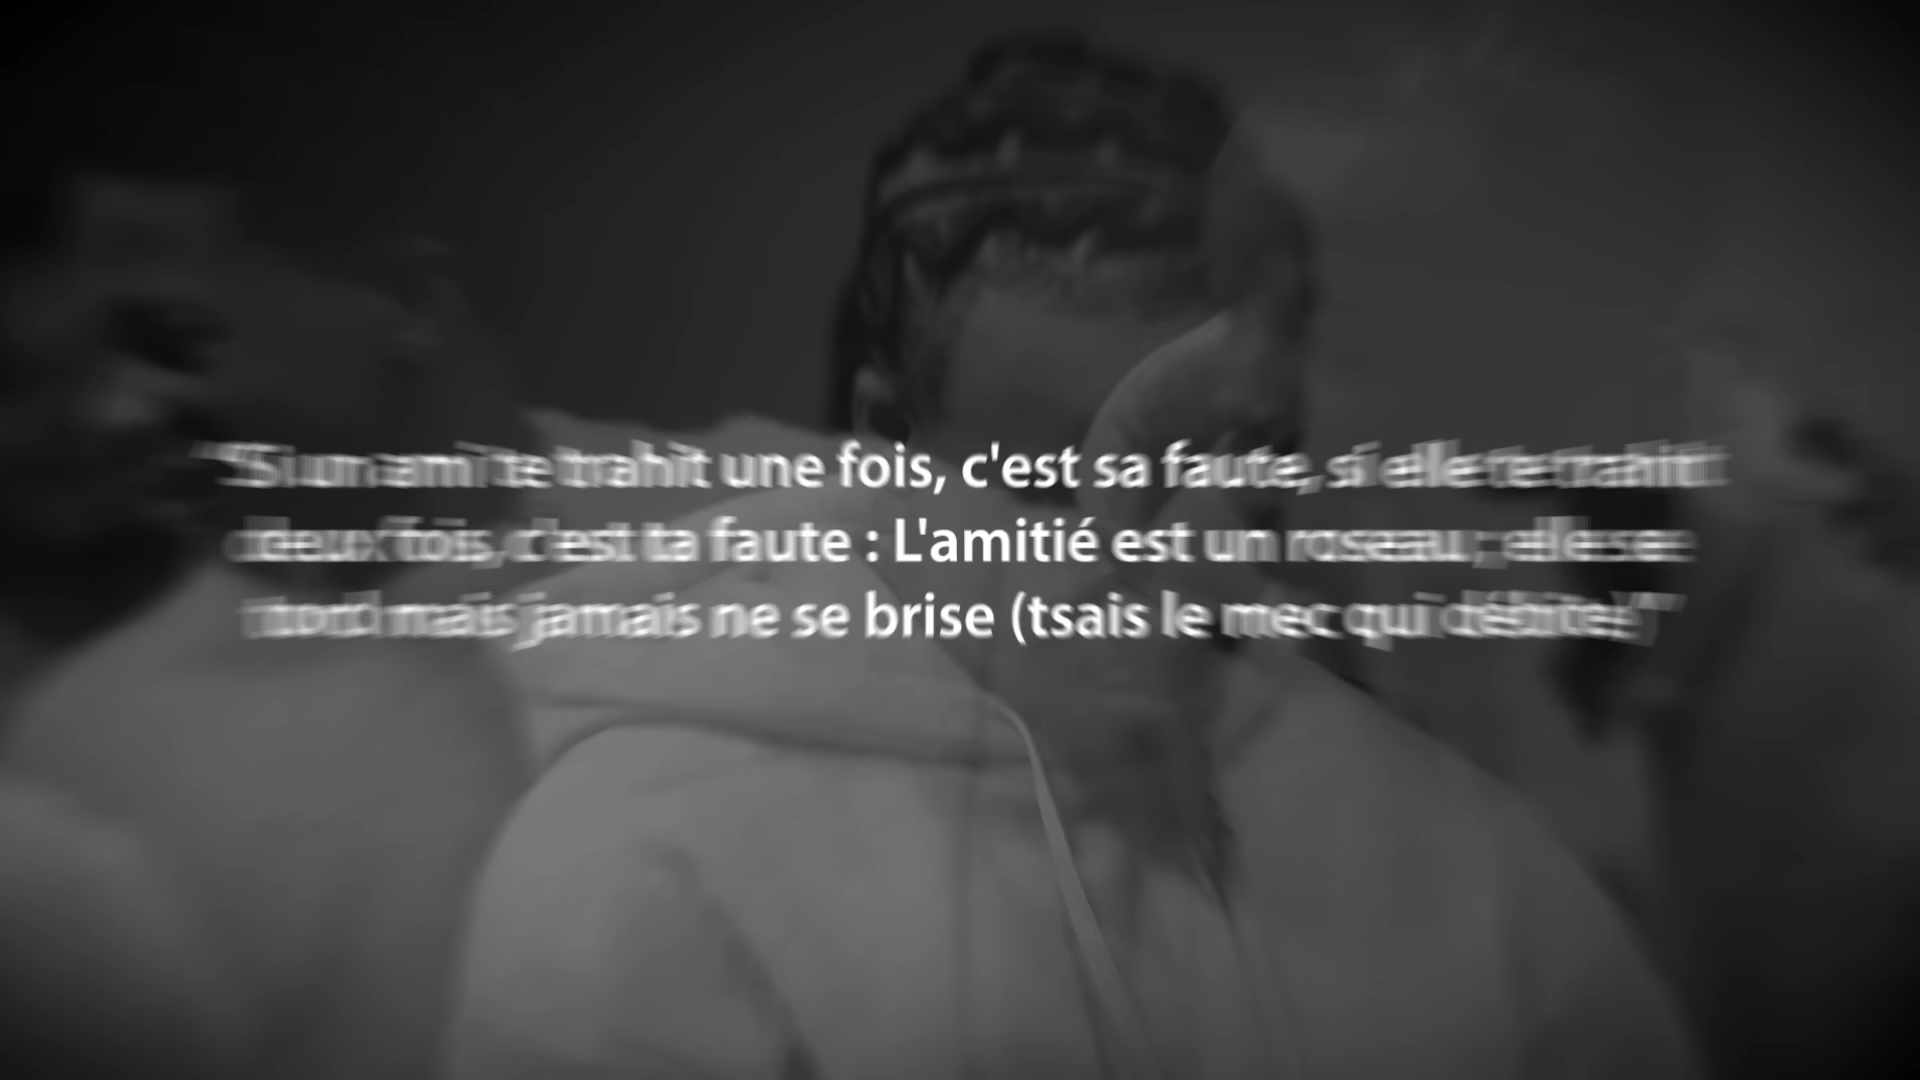 "Si un ami te trahit une fois, c'est sa faute, si elle te trahit
deux fois, c'est ta faute : L'amitié est un roseau ; elle se
tord mais jamais ne se brise (tsais le mec qui débite)"